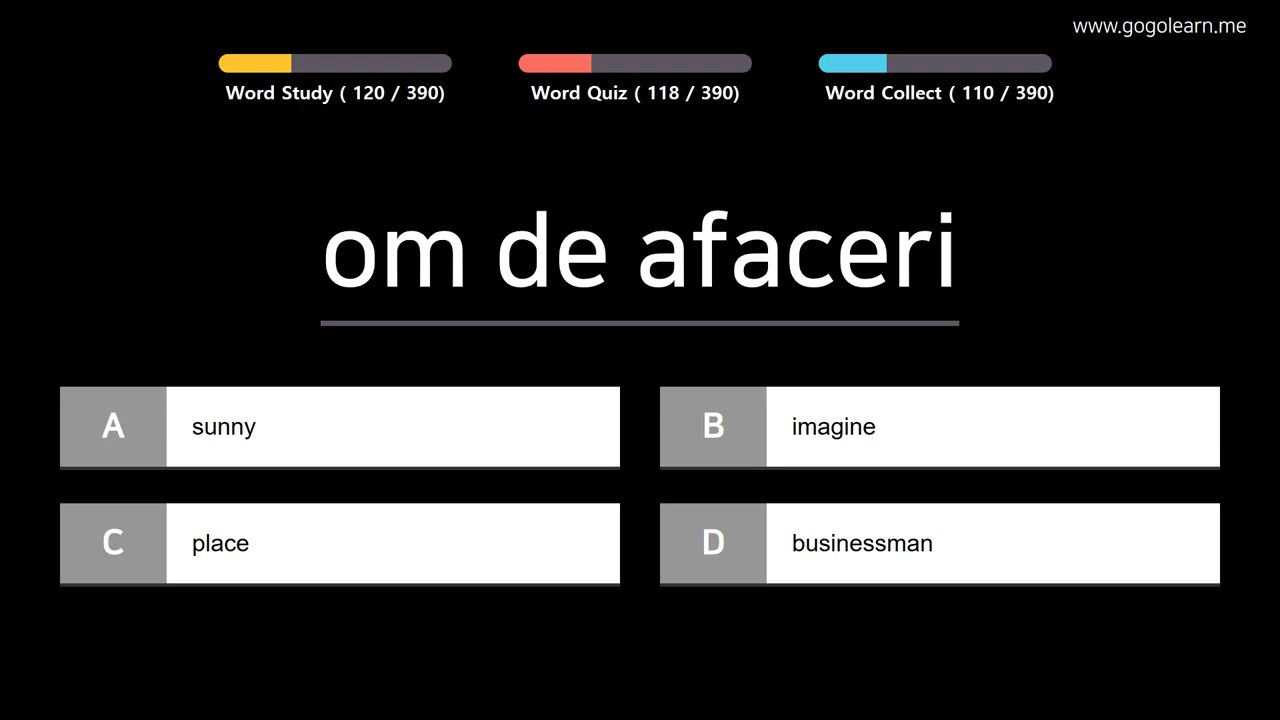 www.gogolearn.me
Word Study ( 120 / 390)
Word Quiz ( 118 / 390)
Word Collect ( 110 / 390)
om de afaceri
A sunny
B imagine
C place
D businessman